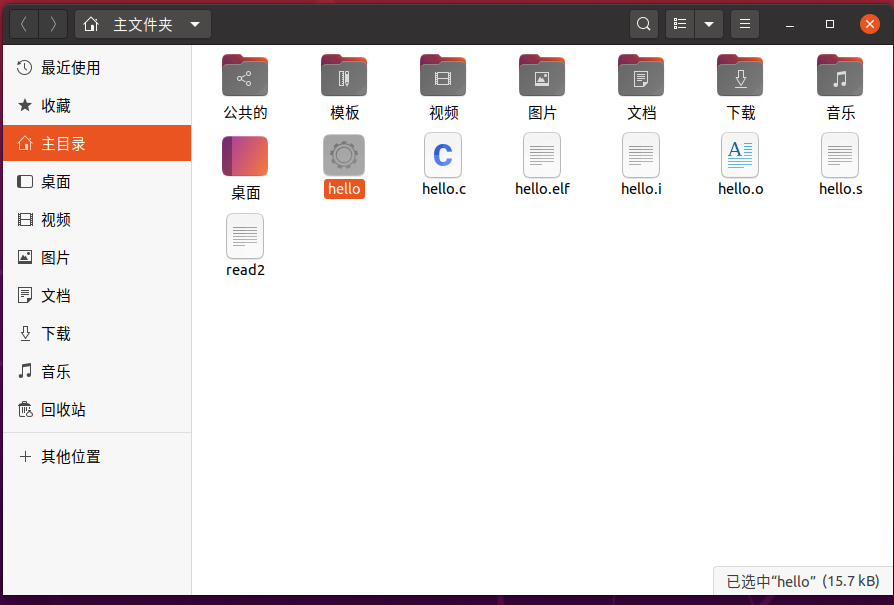 主文件夹
最近使用
收藏
主目录
桌面
视频
图片
文档
下载
音乐
回收站
其他位置
公共的
模板
视频
图片
文档
下载
音乐
桌面
hello
hello.c
hello.elf
hello.i
hello.o
hello.s
read2
已选中“hello” (15.7 kB)